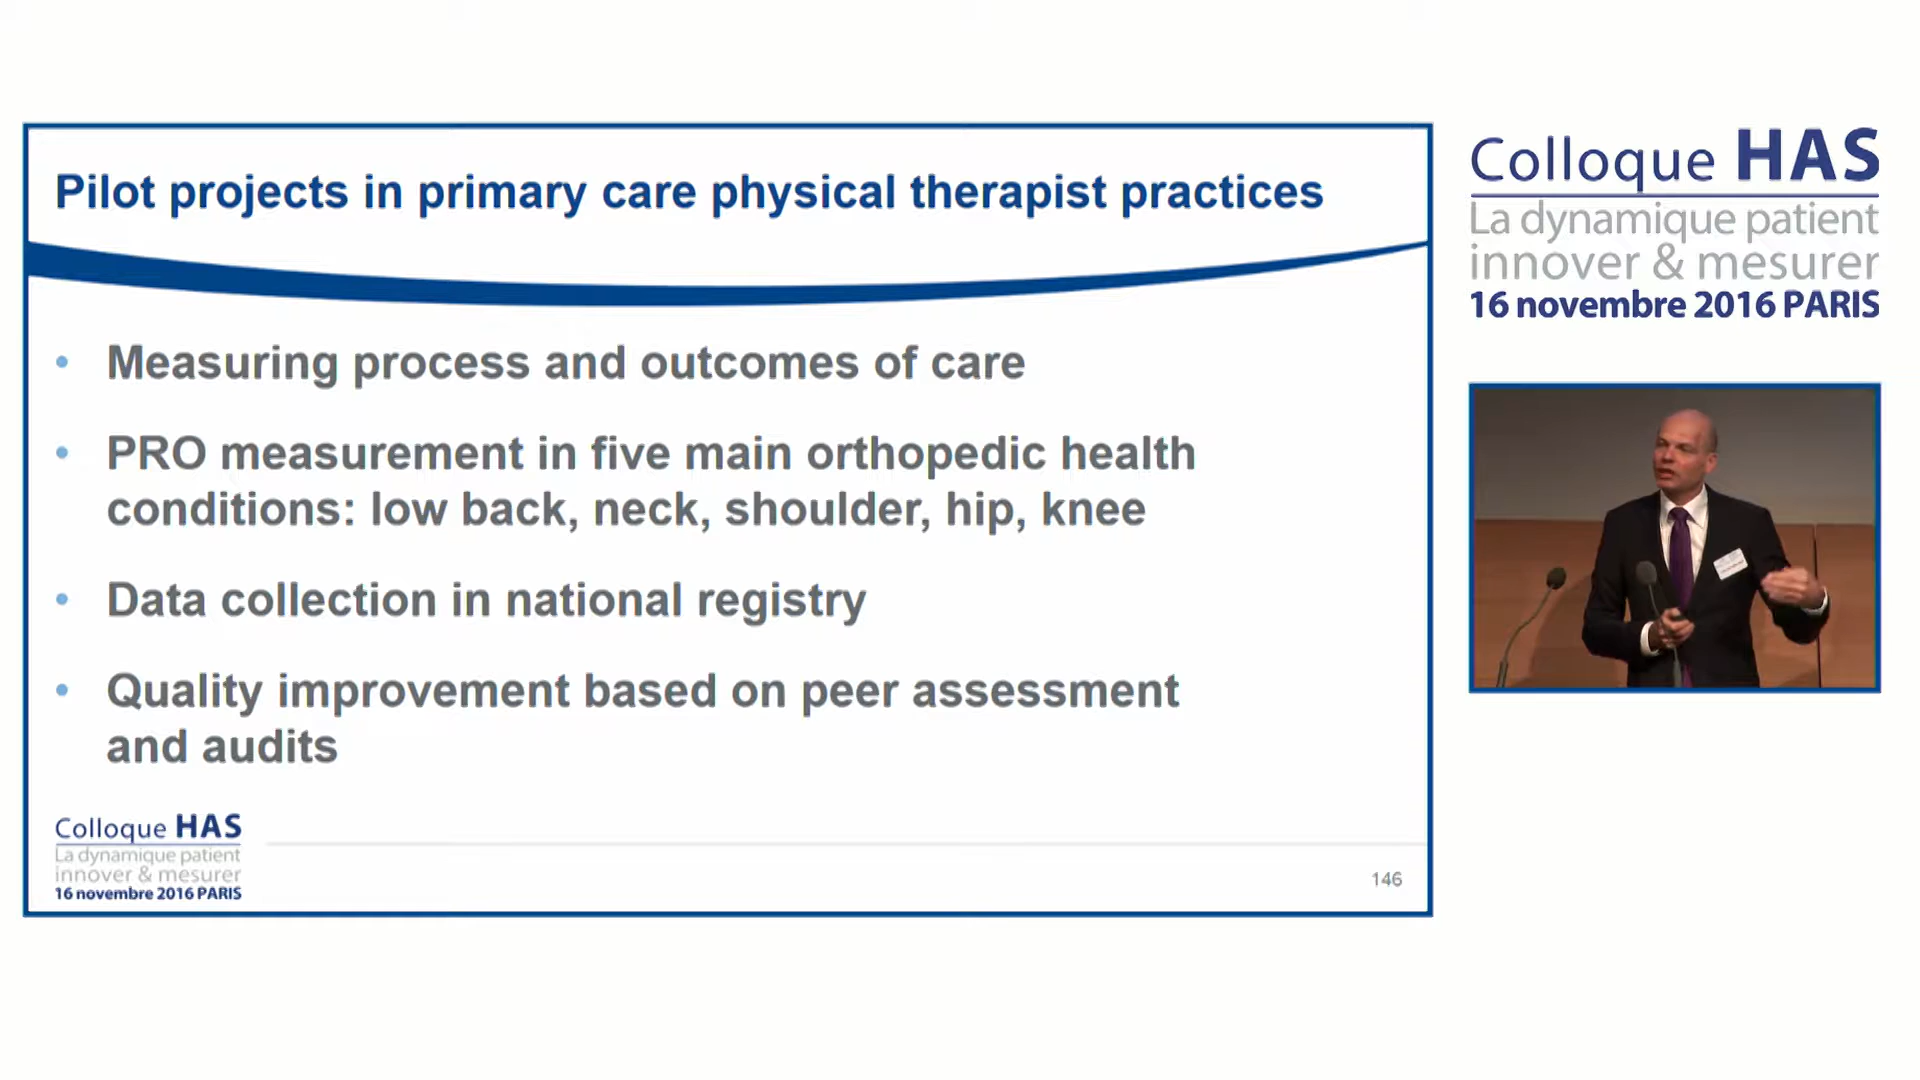 Pilot projects in primary care physical therapist practices
• Measuring process and outcomes of care
• PRO measurement in five main orthopedic health
conditions: low back, neck, shoulder, hip, knee
• Data collection in national registry
• Quality improvement based on peer assessment
and audits
Colloque HAS
La dynamique patient
innover & mesurer
16 novembre 2016 PARIS
146
Colloque HAS
La dynamique patient
innover & mesurer
16 novembre 2016 PARIS